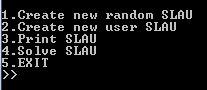 1.Create new random SLAU
2.Create new user SLAU
3.Print SLAU
4.Solve SLAU
5.EXIT
>>